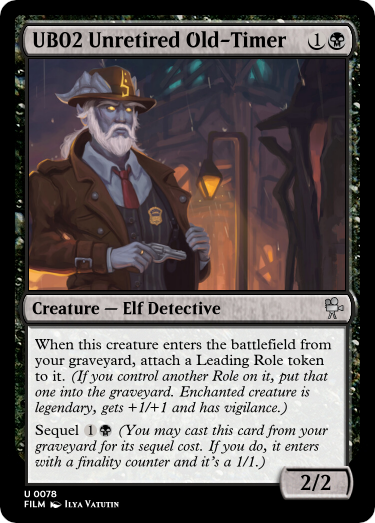 UB02 Unretired Old-Timer 1
Creature — Elf Detective
When this creature enters the battlefield from
your graveyard, attach a Leading Role token
to it. (If you control another Role on it, put that
one into the graveyard. Enchanted creature is
legendary, gets +1/+1 and has vigilance.)
Sequel 1 (You may cast this card from your
graveyard for its sequel cost. If you do, it enters
with a finality counter and it's a 1/1.)
2/2
U 0078
FILM Ilya Vatutin